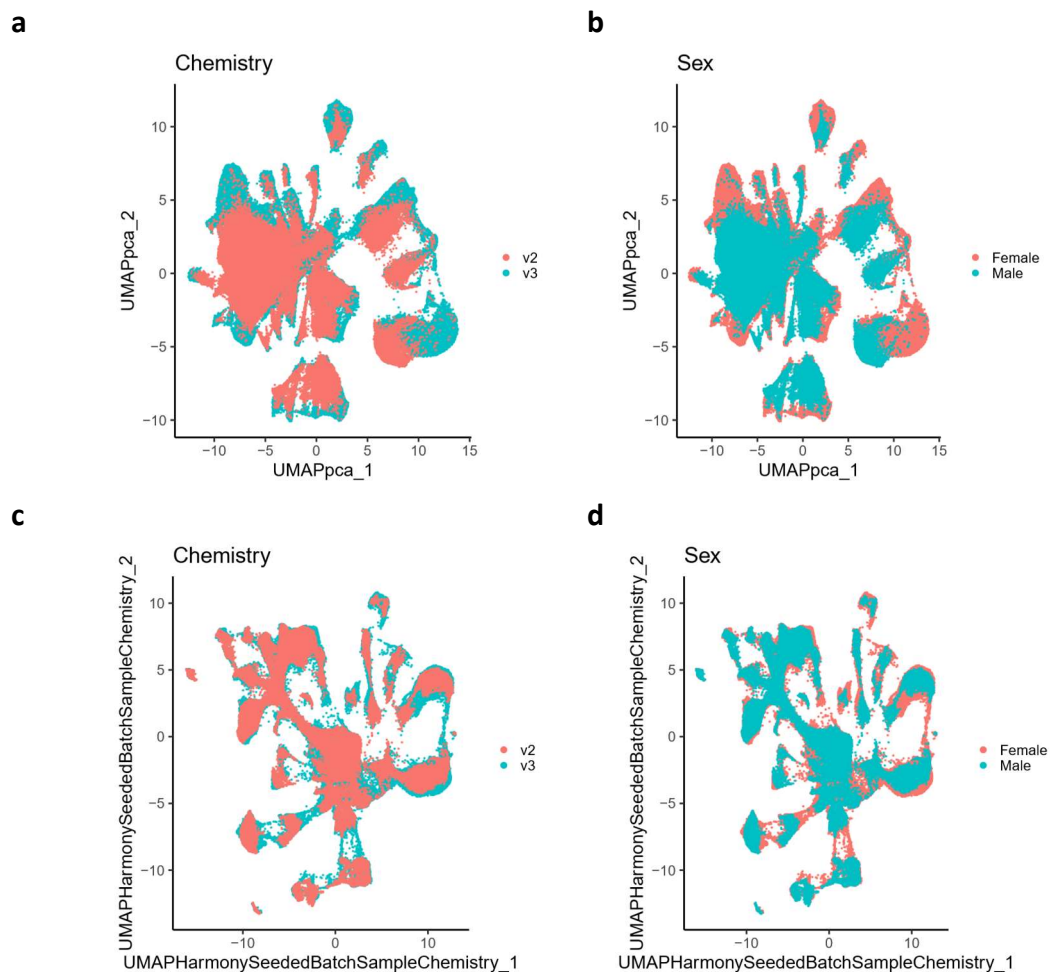 a
b
Chemistry
Sex
UMAPpca_2
10
5
0
−5
−10
−10
−5
0
5
10
15
UMAPpca_1
v2
v3
UMAPpca_2
10
5
0
−5
−10
−10
−5
0
5
10
15
UMAPpca_1
Female
Male
c
d
Chemistry
Sex
UMAPHarmonySeededBatchSampleChemistry_2
10
5
0
−5
−10
−10
0
10
UMAPHarmonySeededBatchSampleChemistry_1
v2
v3
UMAPHarmonySeededBatchSampleChemistry_2
10
5
0
−5
−10
−10
0
10
UMAPHarmonySeededBatchSampleChemistry_1
Female
Male